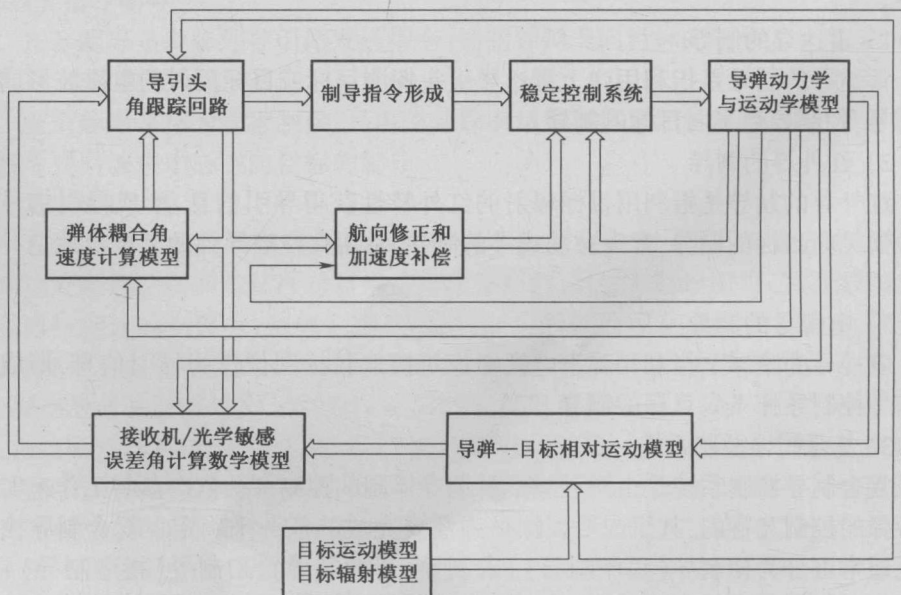 导引头
角跟踪回路
制导指令形成
稳定控制系统
导弹动力学
与运动学模型
弹体耦合角
速度计算模型
航向修正和
加速度补偿
接收机/光学敏感
误差角计算数学模型
导弹—目标相对运动模型
目标运动模型
目标辐射模型